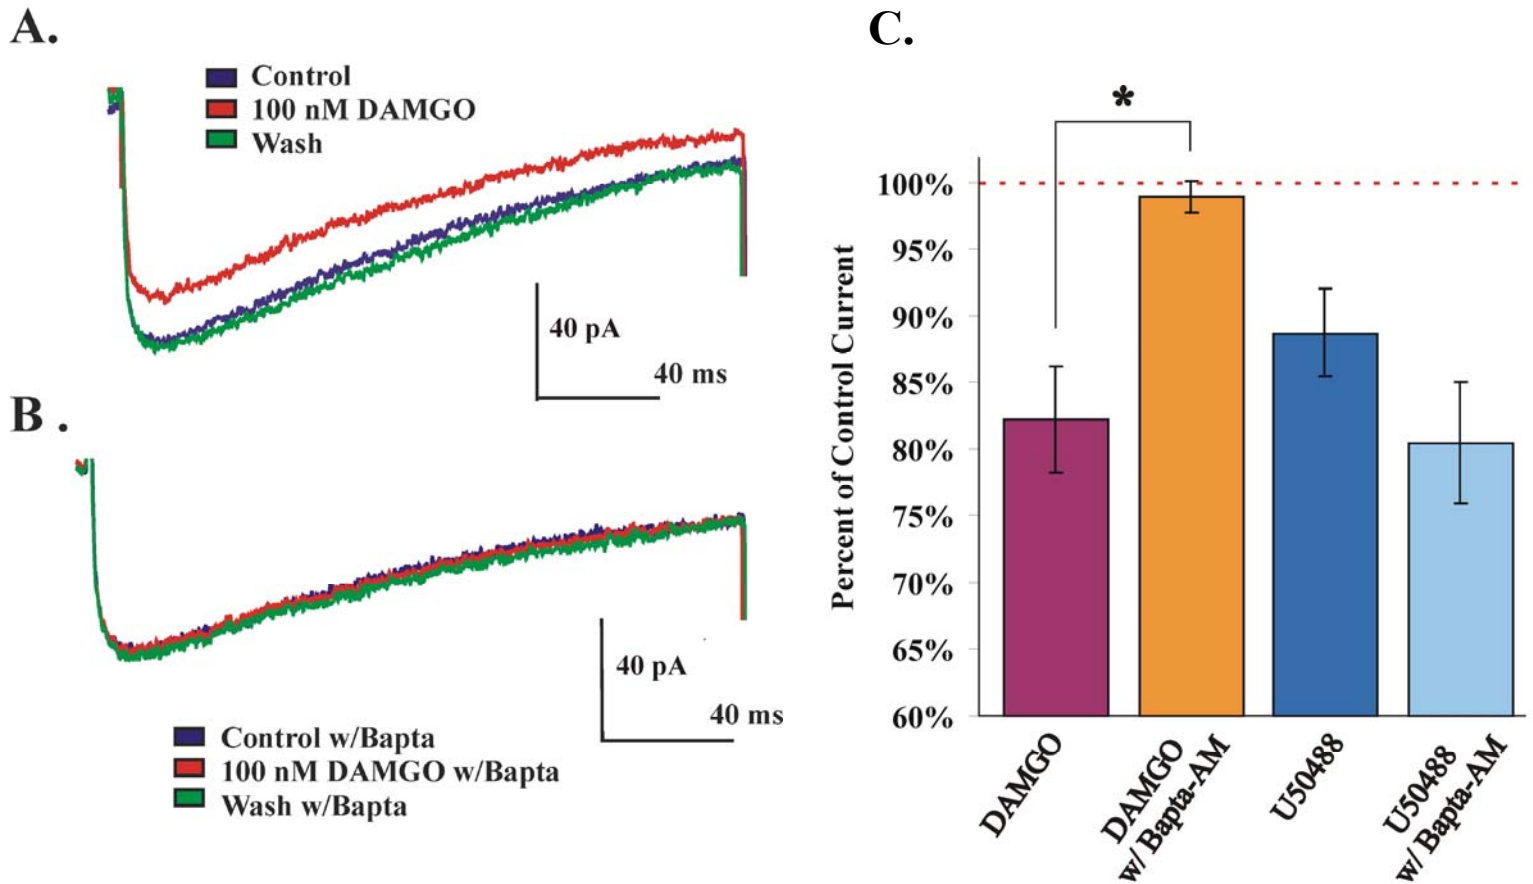 A.
Control
100 nM DAMGO
Wash
40 pA
40 ms
B .
40 pA
40 ms
Control w/Bapta
100 nM DAMGO w/Bapta
Wash w/Bapta
C.
*
Percent of Control Current
100%
95%
90%
85%
80%
75%
70%
65%
60%
DAMGO
DAMGO
w/ Bapta-AM
U50488
U50488
w/ Bapta-AM